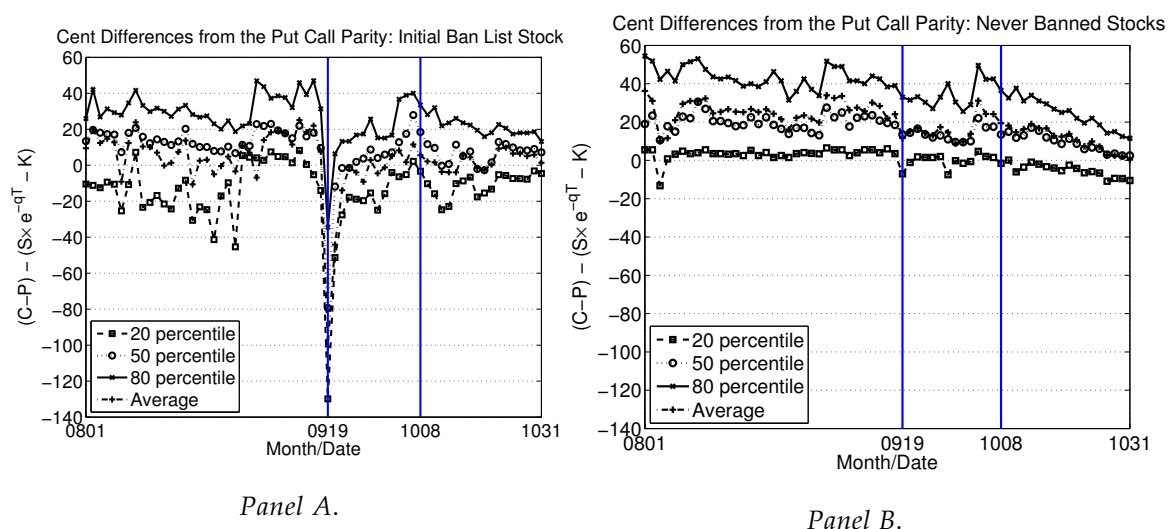 Cent Differences from the Put Call Parity: Initial Ban List Stock
60
40
20
0
−20
−40
−60
−80
−100
−120
−140
(C−P) − (S× e^−qT − K)
20 percentile
50 percentile
80 percentile
Average
0801 0919 1008 1031
Month/Date
Panel A.
Cent Differences from the Put Call Parity: Never Banned Stocks
60
40
20
0
−20
−40
−60
−80
−100
−120
−140
(C−P) − (S× e^−qT − K)
20 percentile
50 percentile
80 percentile
Average
0801 0919 1008 1031
Month/Date
Panel B.